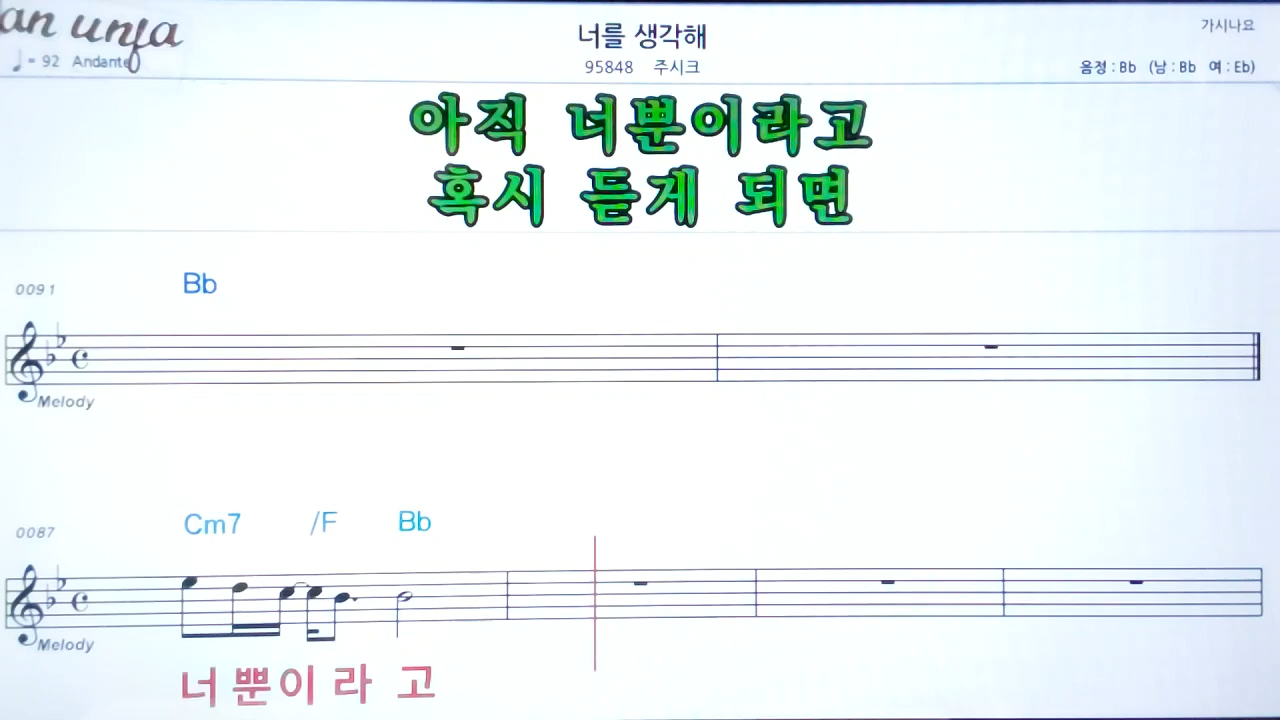 an unja
♩= 92 Andante
너를 생각해
95848 주시크
가시나요
음정 : Bb (남 : Bb 여 : Eb)
아직 너뿐이라고
혹시 듣게 되면
0091
Bb
Melody
0087
Cm7 /F Bb
Melody
너 뿐이 라 고